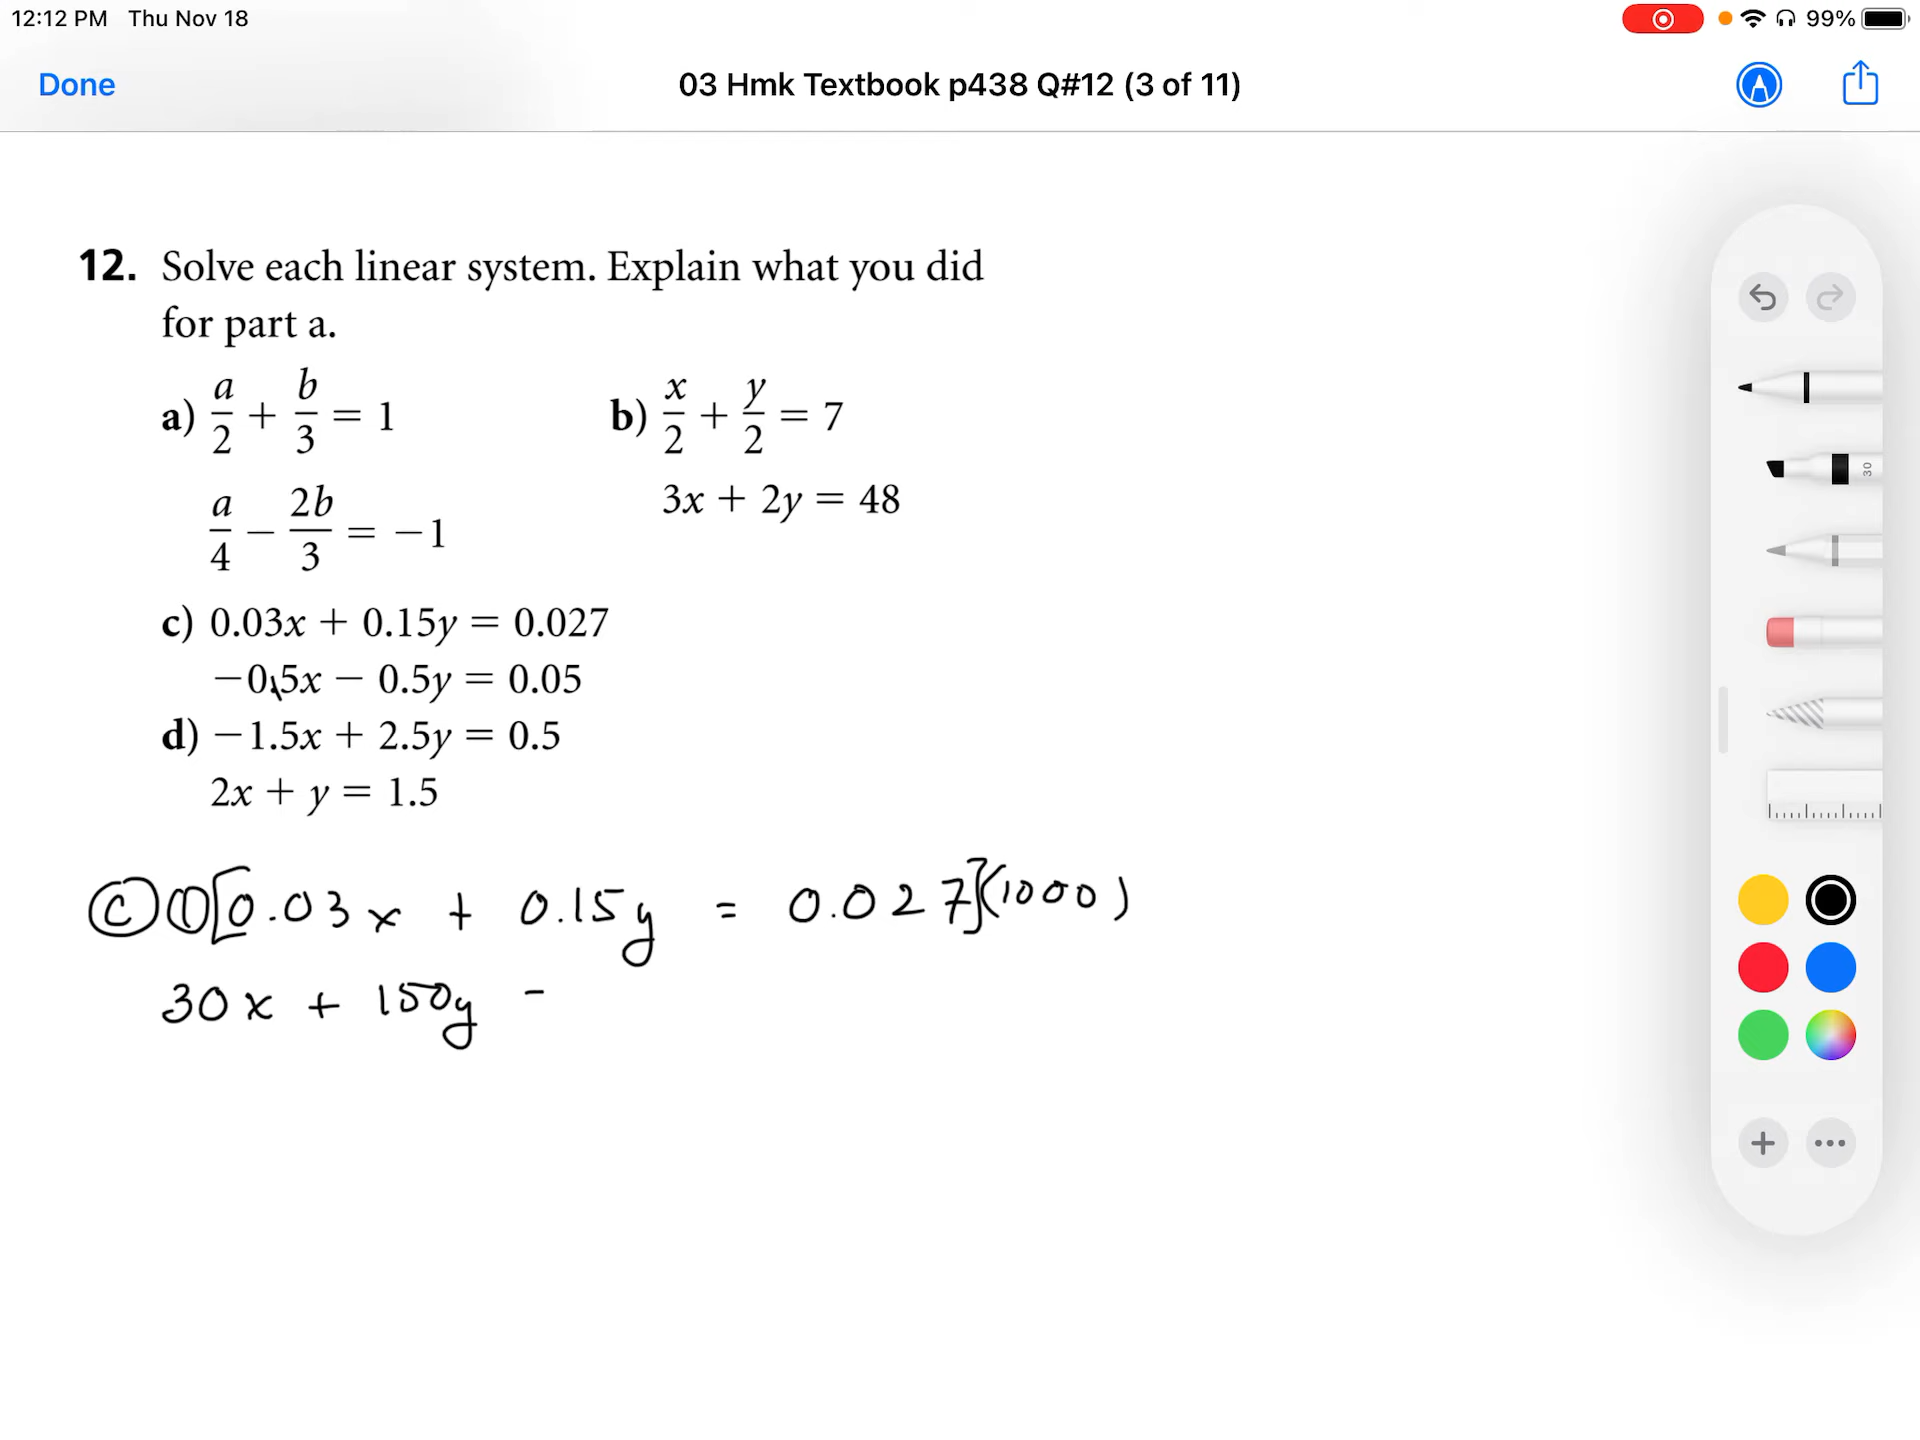 12:12 PM Thu Nov 18 99%
Done 03 Hmk Textbook p438 Q#12 (3 of 11)
12. Solve each linear system. Explain what you did
for part a.
a) a/2 + b/3 = 1
a/4 − 2b/3 = −1
b) x/2 + y/2 = 7
3x + 2y = 48
c) 0.03x + 0.15y = 0.027
−0.5x − 0.5y = 0.05
d) −1.5x + 2.5y = 0.5
2x + y = 1.5
30
c 1 [0.03x + 0.15y = 0.027](1000)
30x + 150y -